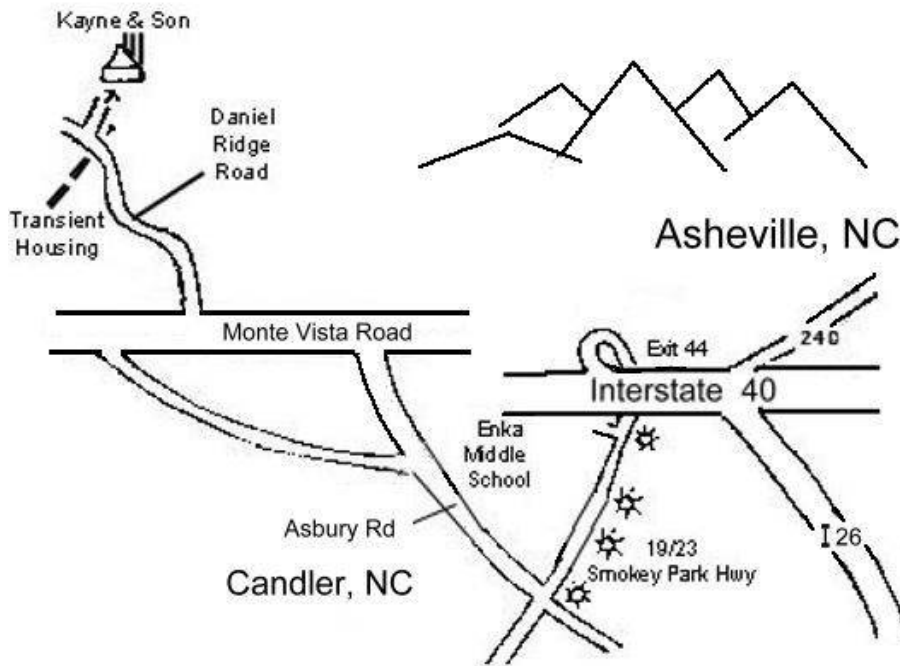 Kayne & Son
Daniel
Ridge
Road
Transient
Housing
Asheville, NC
Monte Vista Road
240
Exit 44
Interstate 40
Enka
Middle
School
Asbury Rd
I 26
19/23
Smokey Park Hwy
Candler, NC